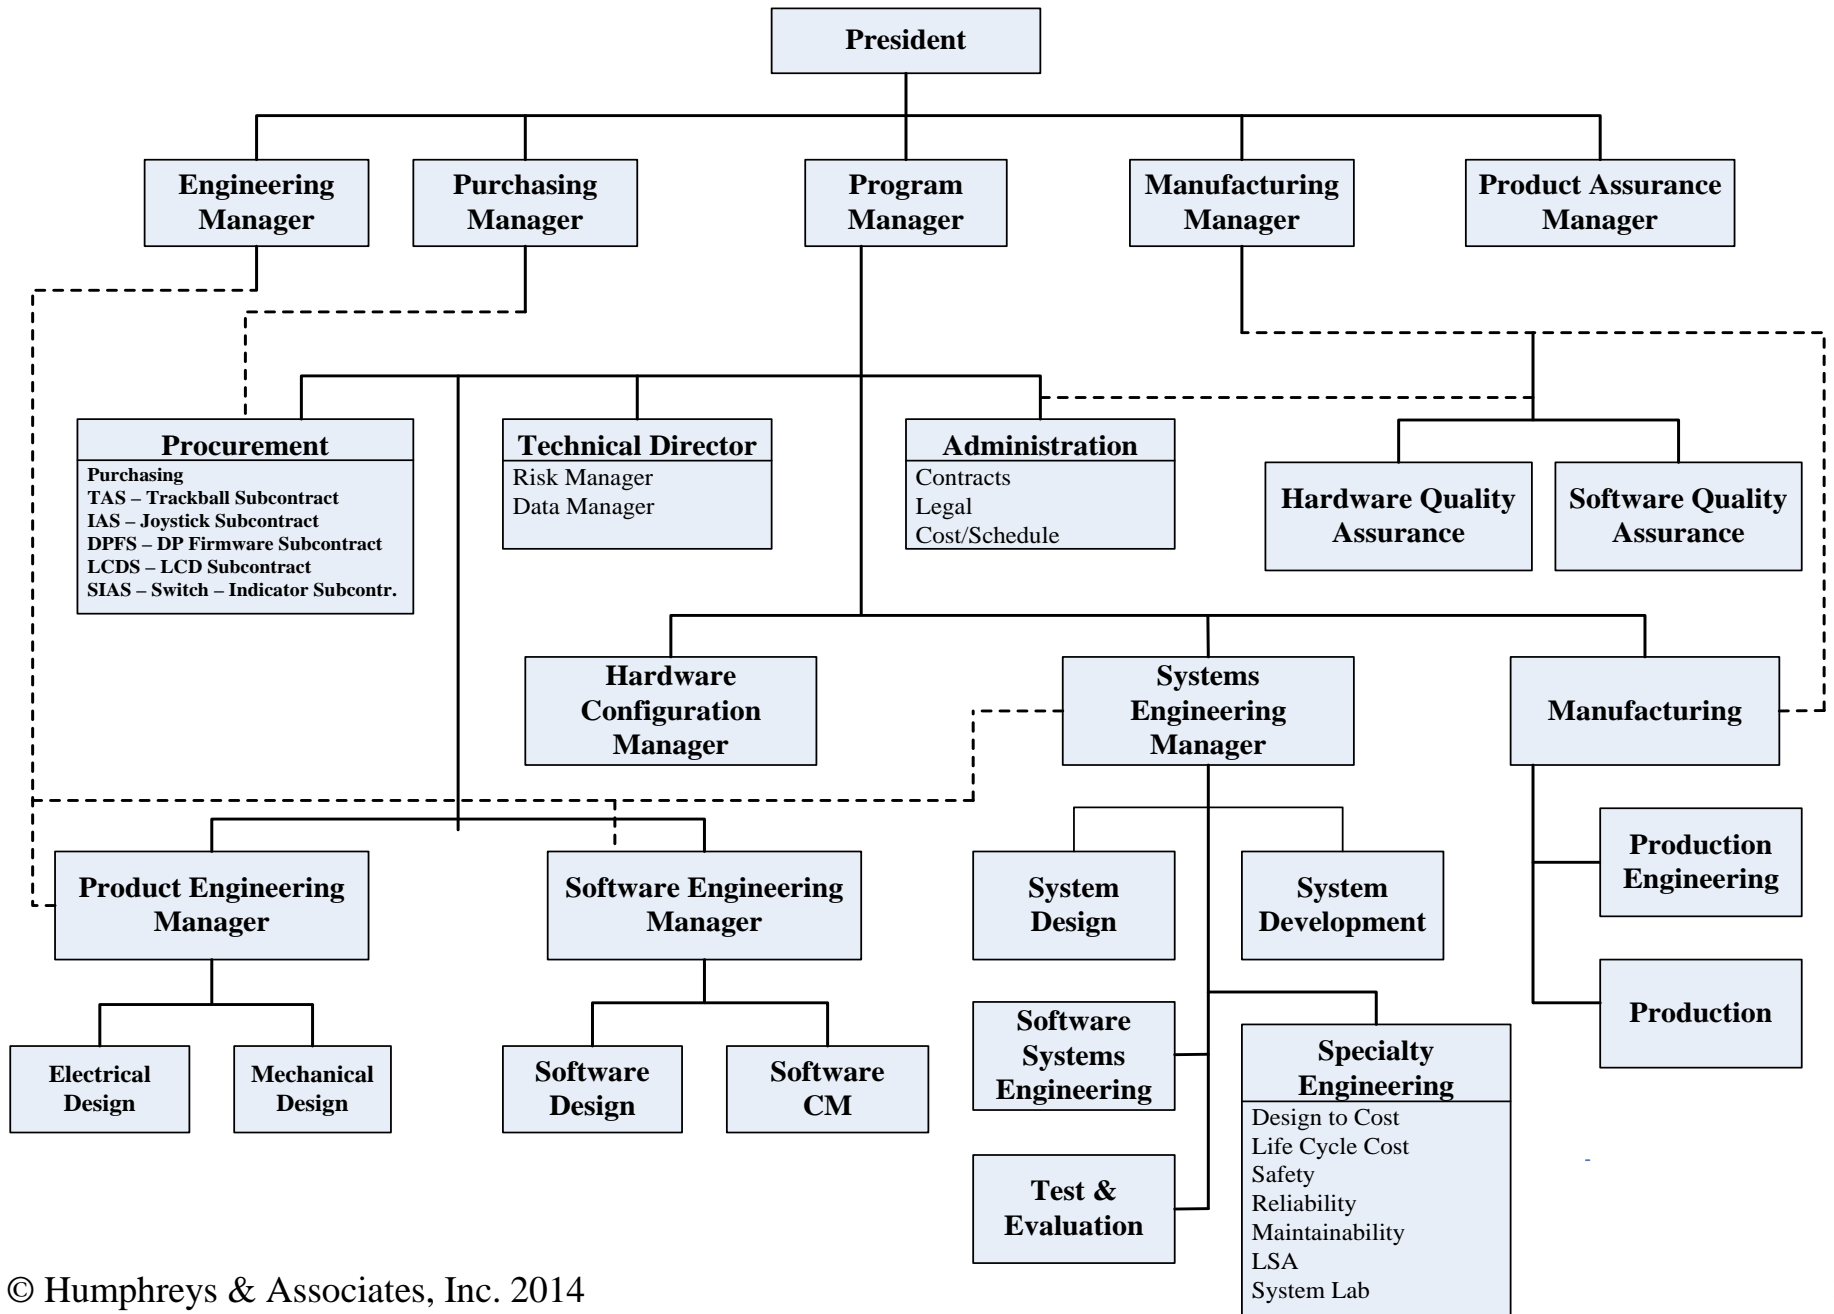 President
Engineering
Manager
Purchasing
Manager
Program
Manager
Manufacturing
Manager
Product Assurance
Manager
Procurement
Purchasing
TAS – Trackball Subcontract
IAS – Joystick Subcontract
DPFS – DP Firmware Subcontract
LCDS – LCD Subcontract
SIAS – Switch – Indicator Subcontr.
Technical Director
Risk Manager
Data Manager
Administration
Contracts
Legal
Cost/Schedule
Hardware Quality
Assurance
Software Quality
Assurance
Hardware
Configuration
Manager
Systems
Engineering
Manager
Manufacturing
Product Engineering
Manager
Software Engineering
Manager
System
Design
System
Development
Production
Engineering
Production
Electrical
Design
Mechanical
Design
Software
Design
Software
CM
Software
Systems
Engineering
Specialty
Engineering
Design to Cost
Life Cycle Cost
Safety
Reliability
Maintainability
LSA
System Lab
Test &
Evaluation
© Humphreys & Associates, Inc. 2014